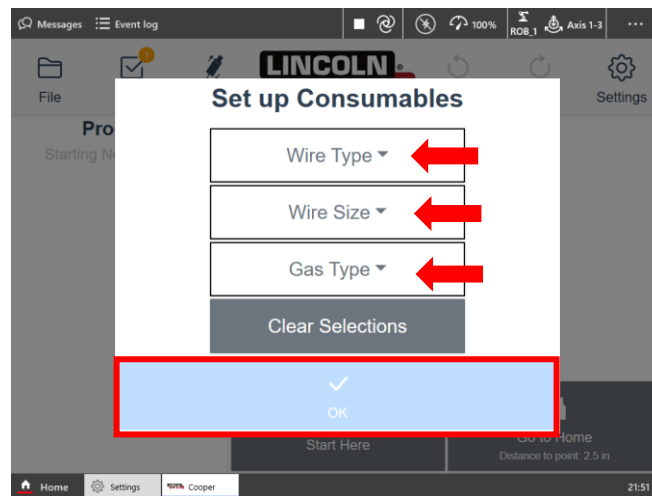 Messages Event log 100% ROB_1 Axis 1-3 ...
1
LINCOLN
File Settings
Set up Consumables
Pro
Starting N
Wire Type
Wire Size
Gas Type
Clear Selections
OK
Start Here
Go to Home
Distance to point: 2.5 in
Home Settings Cooper 21:51